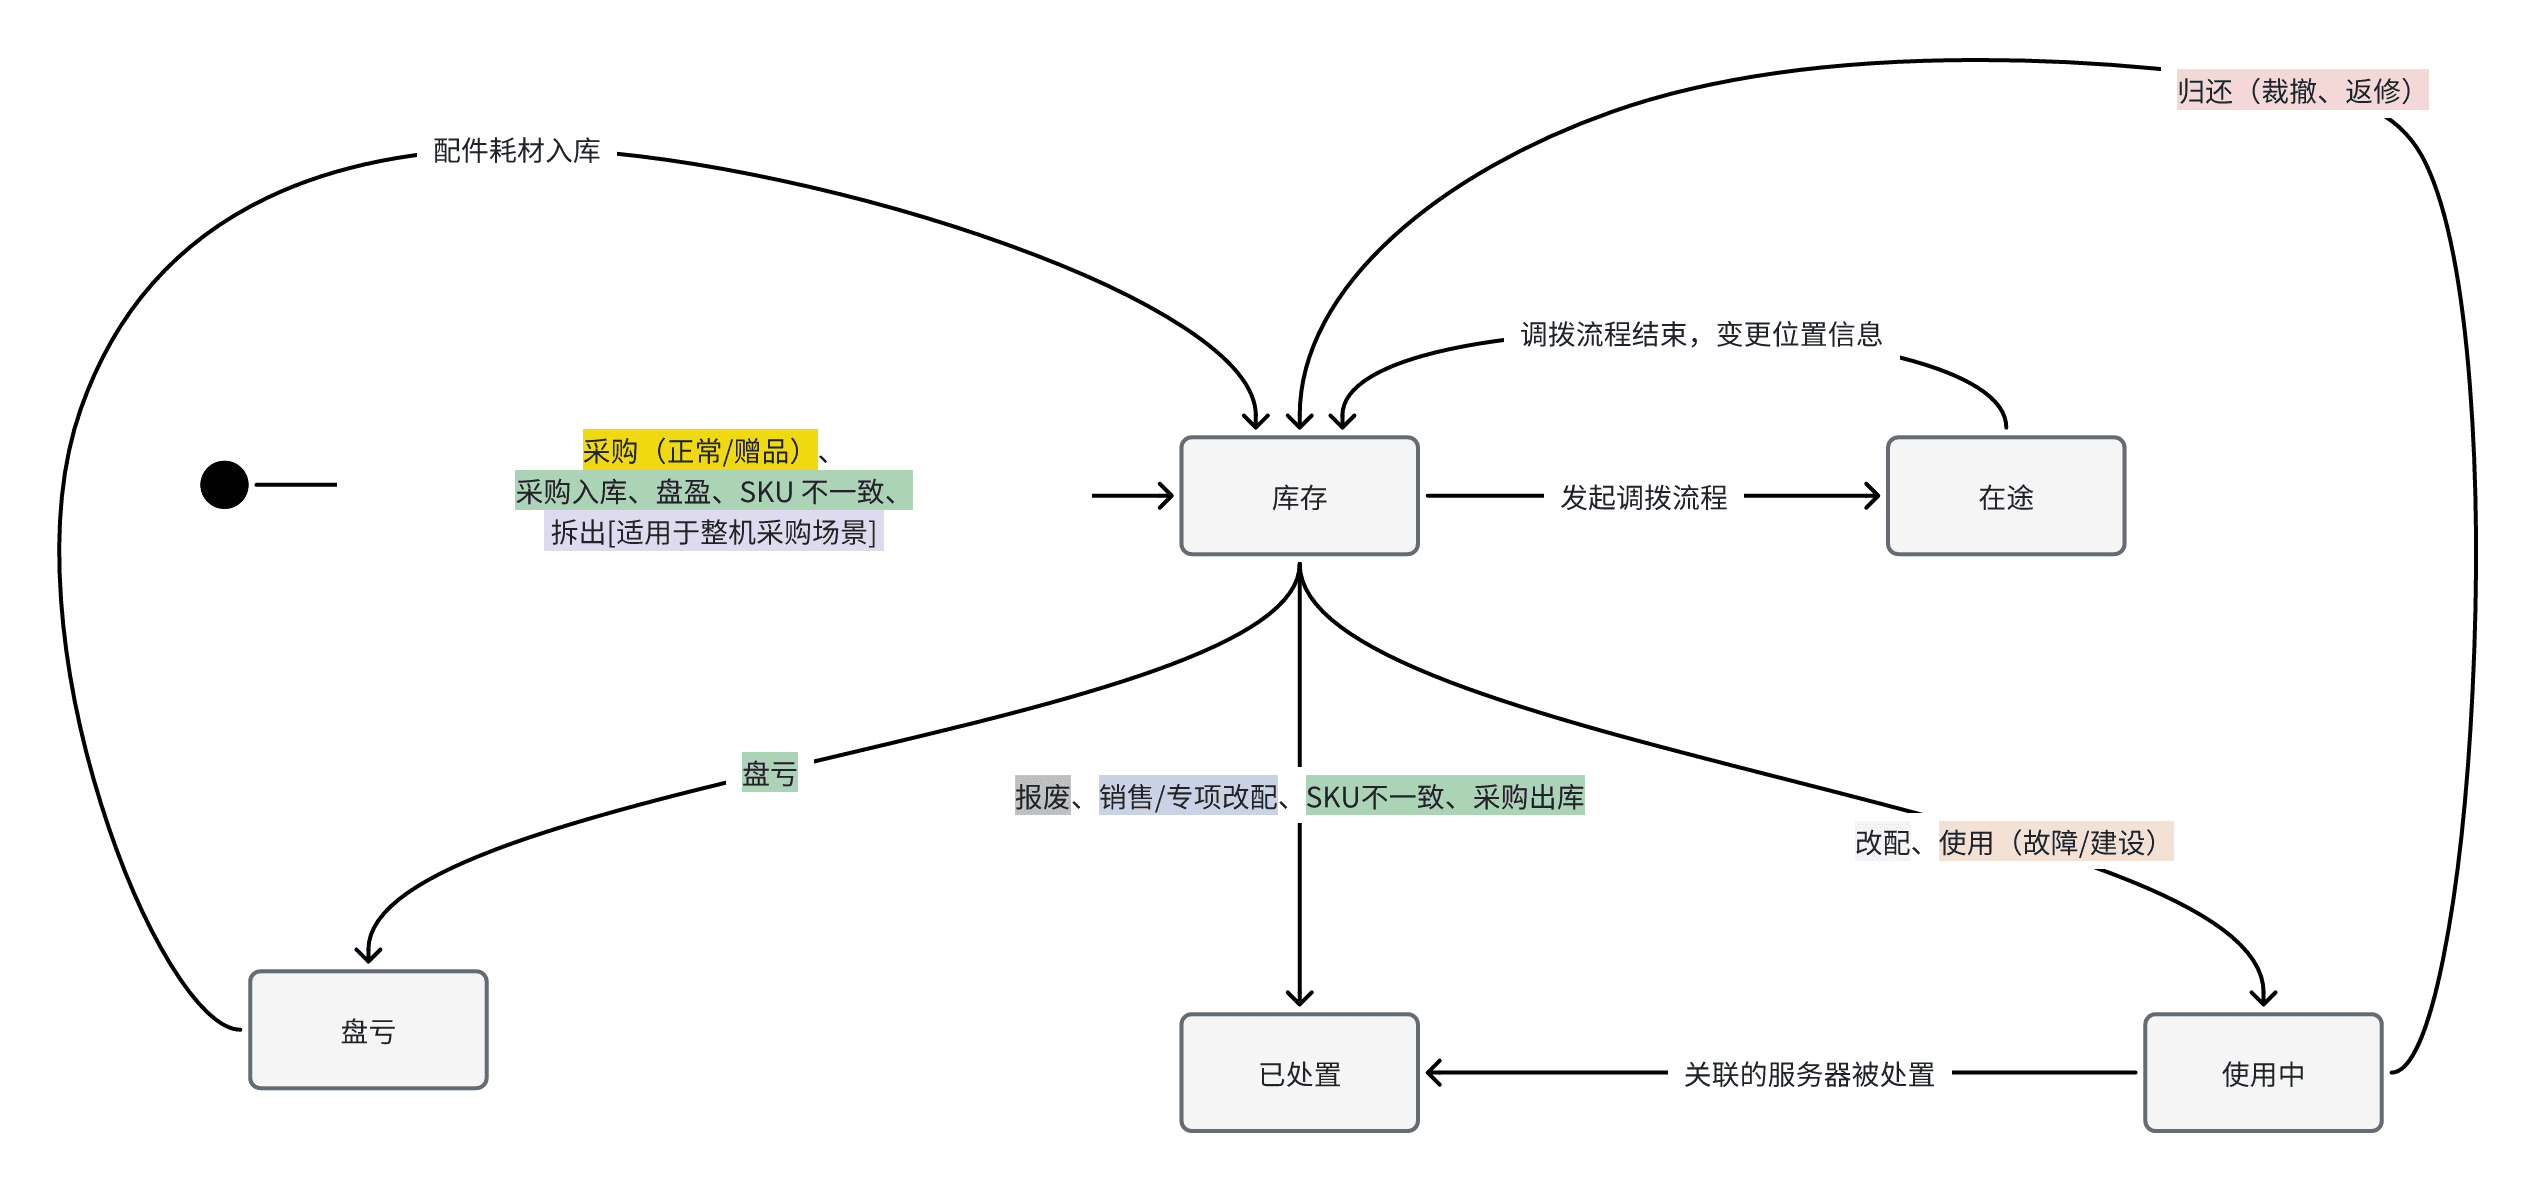 归还（裁撤、返修）
配件耗材入库
调拨流程结束，变更位置信息
采购（正常/赠品）、
采购入库、盘盈、SKU 不一致、
拆出[适用于整机采购场景]
库存
发起调拨流程
在途
盘亏
报废、销售/专项改配、SKU不一致、采购出库
改配、使用（故障/建设）
盘亏
已处置
关联的服务器被处置
使用中